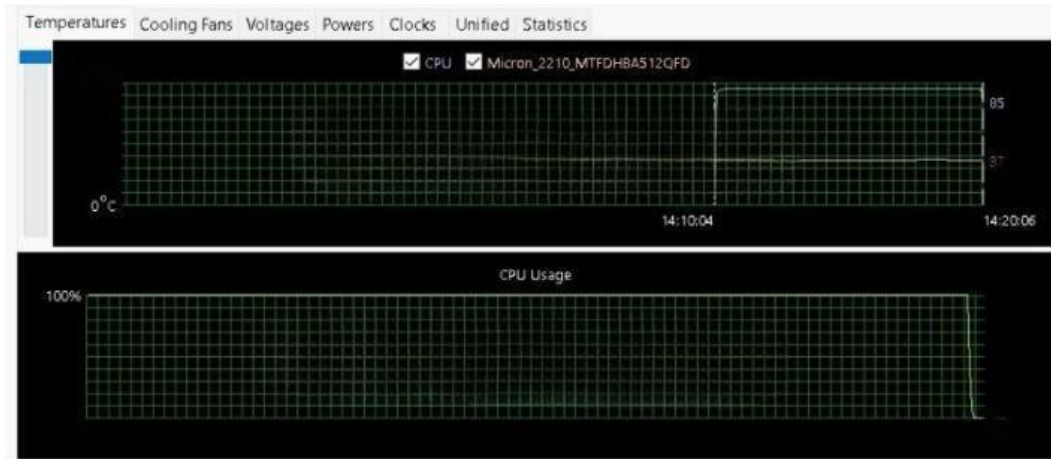 Temperatures Cooling Fans Voltages Powers Clocks Unified Statistics
CPU Micron_2210_MTFDHBA512QFD
85
37
0°C
14:10:04 14:20:06
CPU Usage
100%